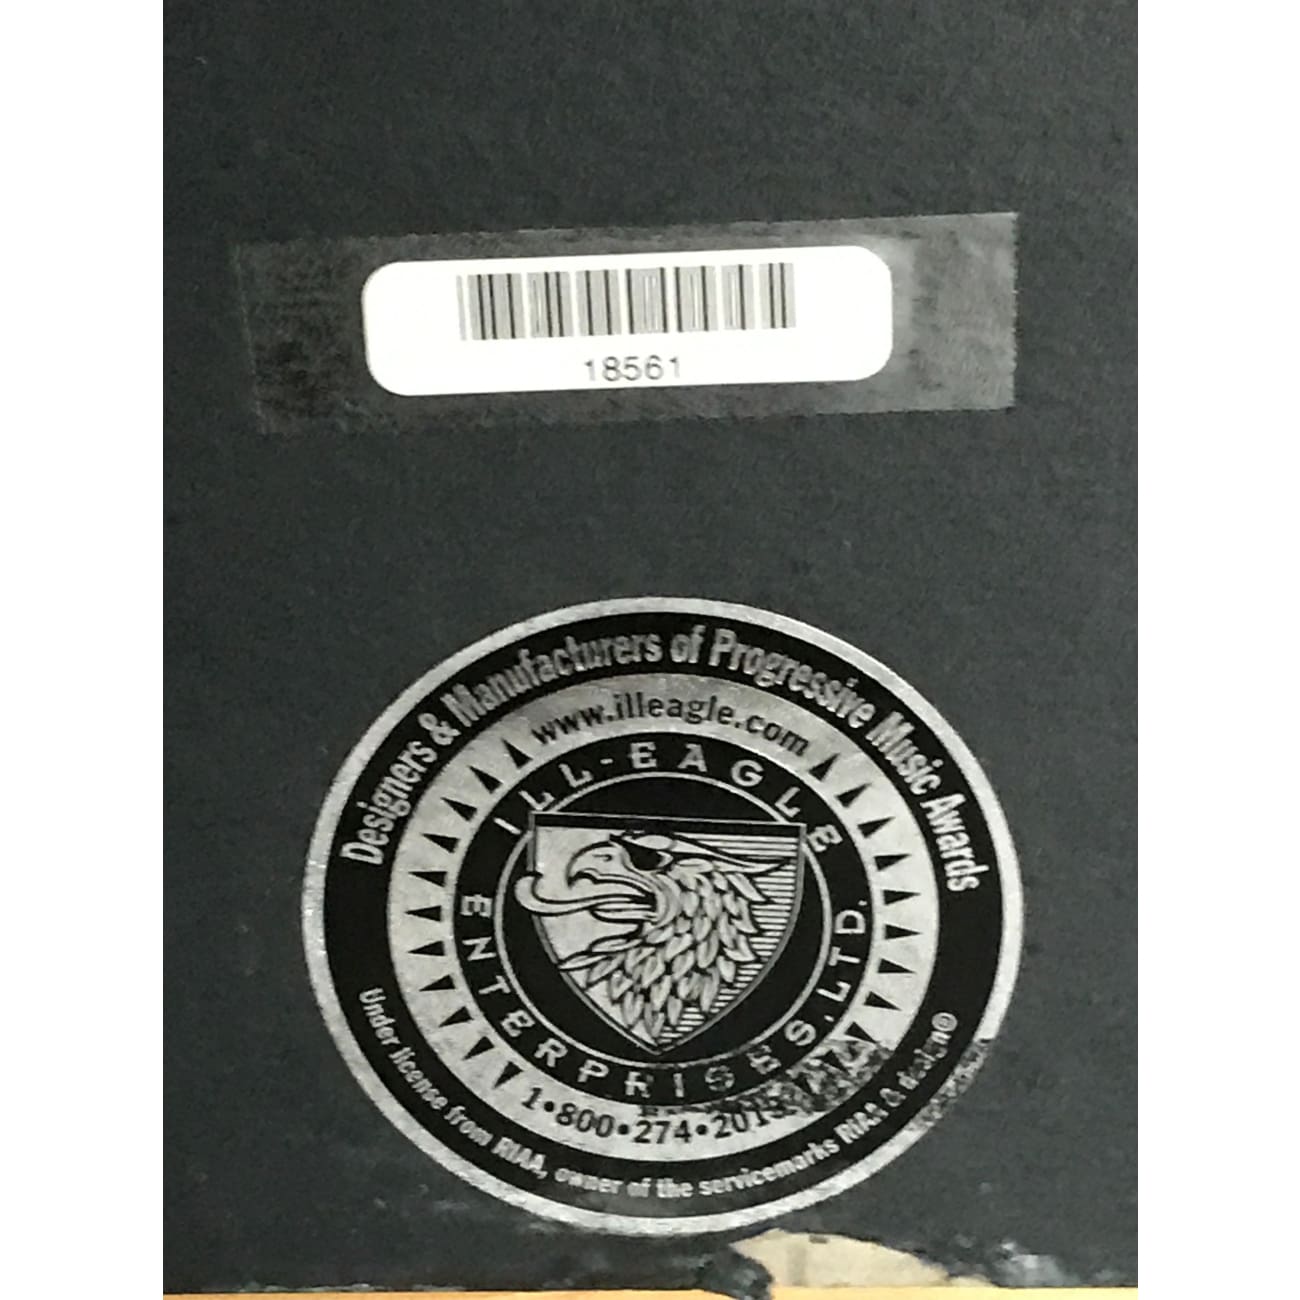 18561
Designers & Manufacturers of Progressive Music Awards
www.illeagle.com
ILL-EAGLE
ENTERPRISES, LTD.
1•800•274•2013
Under license from RIAA, owner of the servicemarks RIAA & design®